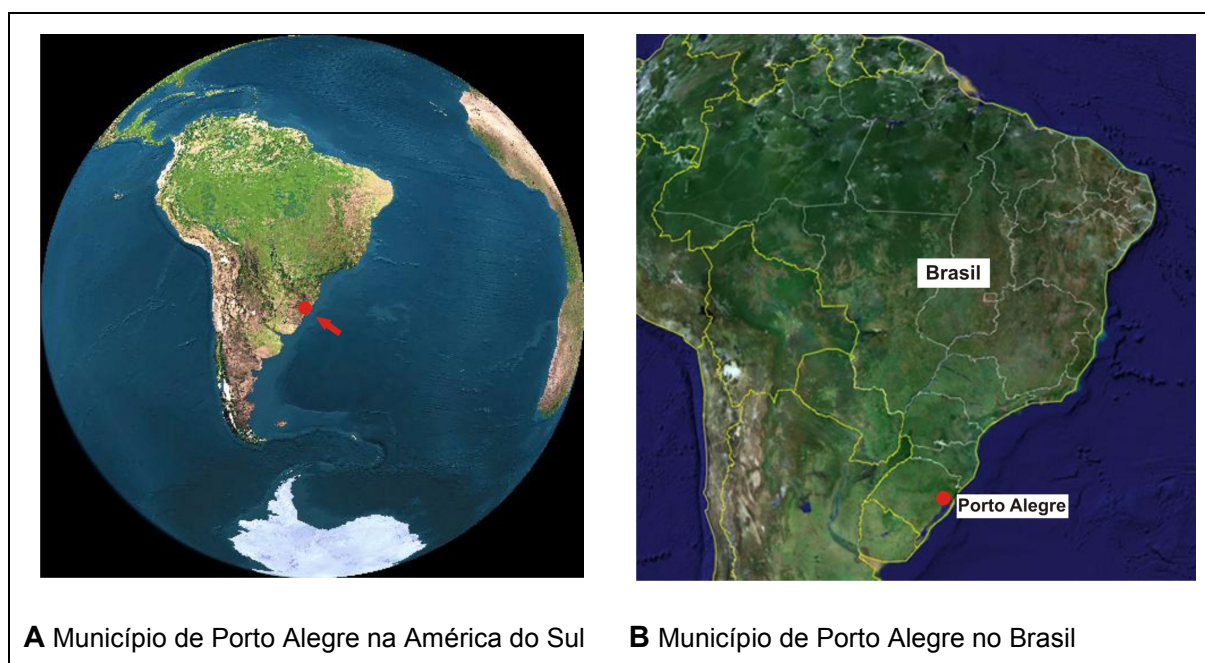 Brasil
Porto Alegre
A Município de Porto Alegre na América do Sul
B Município de Porto Alegre no Brasil